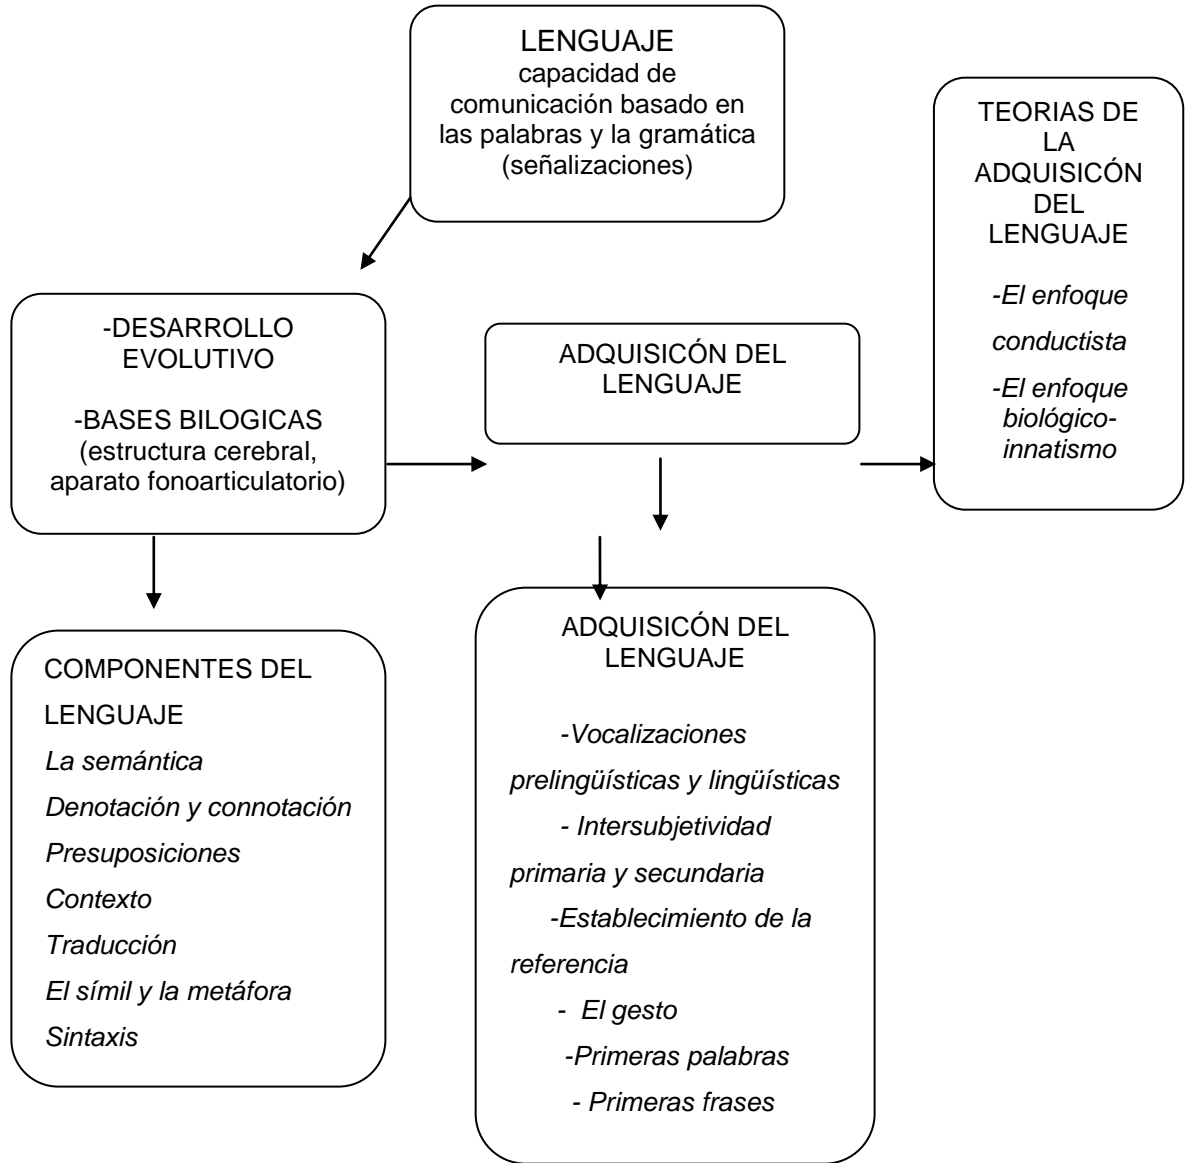 LENGUAJE
capacidad de
comunicación basado en
las palabras y la gramática
(señalizaciones)
TEORIAS DE
LA
ADQUISICÓN
DEL
LENGUAJE
-El enfoque
conductista
-El enfoque
biológico-
innatismo
-DESARROLLO
EVOLUTIVO
-BASES BILOGICAS
(estructura cerebral,
aparato fonoarticulatorio)
ADQUISICÓN DEL
LENGUAJE
COMPONENTES DEL
LENGUAJE
La semántica
Denotación y connotación
Presuposiciones
Contexto
Traducción
El símil y la metáfora
Sintaxis
ADQUISICÓN DEL
LENGUAJE
-Vocalizaciones
prelingüísticas y lingüísticas
- Intersubjetividad
primaria y secundaria
-Establecimiento de la
referencia
- El gesto
-Primeras palabras
- Primeras frases